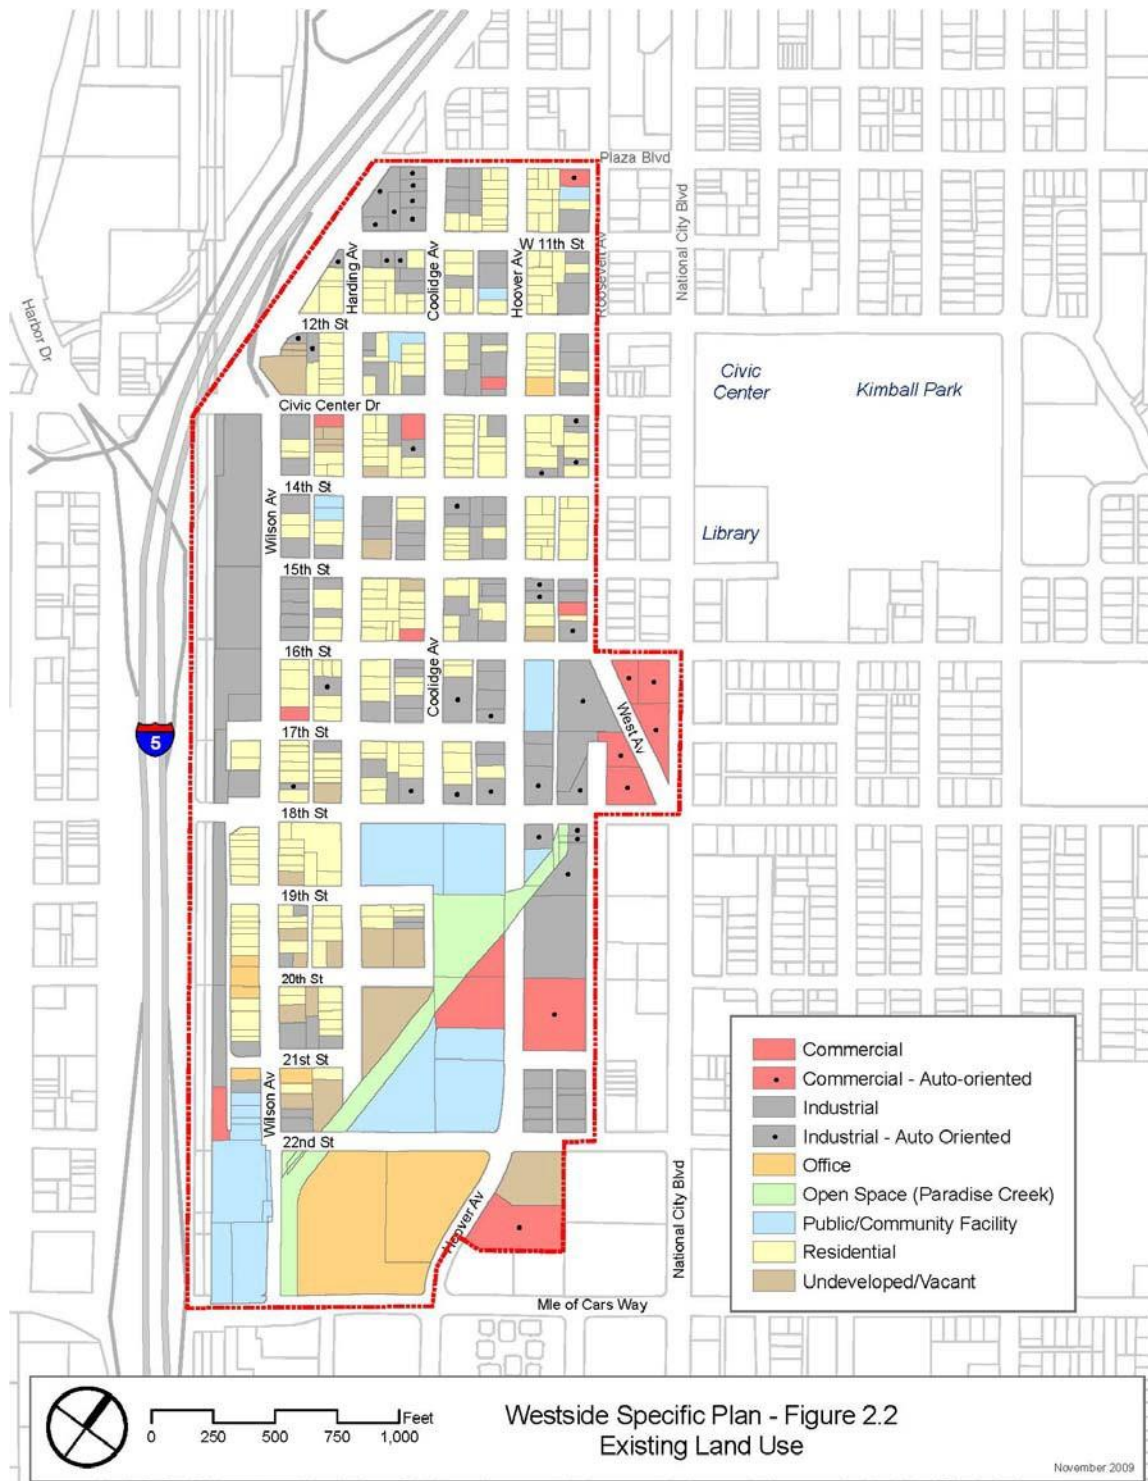 Plaza Blvd
National City Blvd
W 11th St
Harding Av
Coolidge Av
Hoover Av
Roosevelt Av
Harbor Dr
12th St
Civic
Center
Kimball Park
Civic Center Dr
14th St
Wilson Av
Library
15th St
16th St
Coolidge Av
West Av
17th St
5
18th St
19th St
20th St
21st St
Wilson Av
22nd St
Hoover Av
National City Blvd
Mle of Cars Way
Commercial
Commercial - Auto-oriented
Industrial
Industrial - Auto Oriented
Office
Open Space (Paradise Creek)
Public/Community Facility
Residential
Undeveloped/Vacant
Feet
0 250 500 750 1,000
Westside Specific Plan - Figure 2.2
Existing Land Use
November 2009